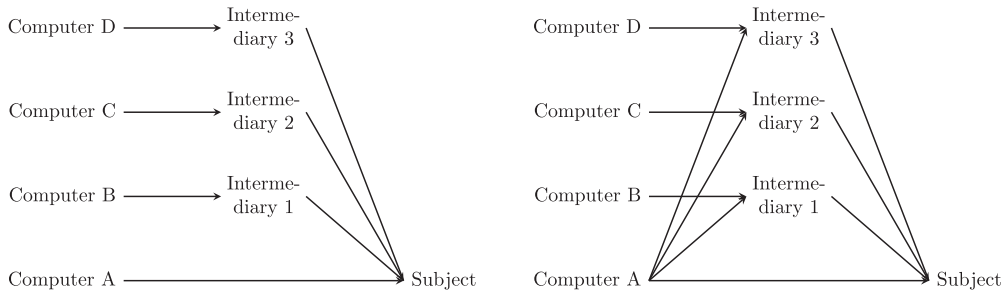 Computer D
Interme-
diary 3
Computer C
Interme-
diary 2
Computer B
Interme-
diary 1
Computer A
Subject
Computer D
Interme-
diary 3
Computer C
Interme-
diary 2
Computer B
Interme-
diary 1
Computer A
Subject